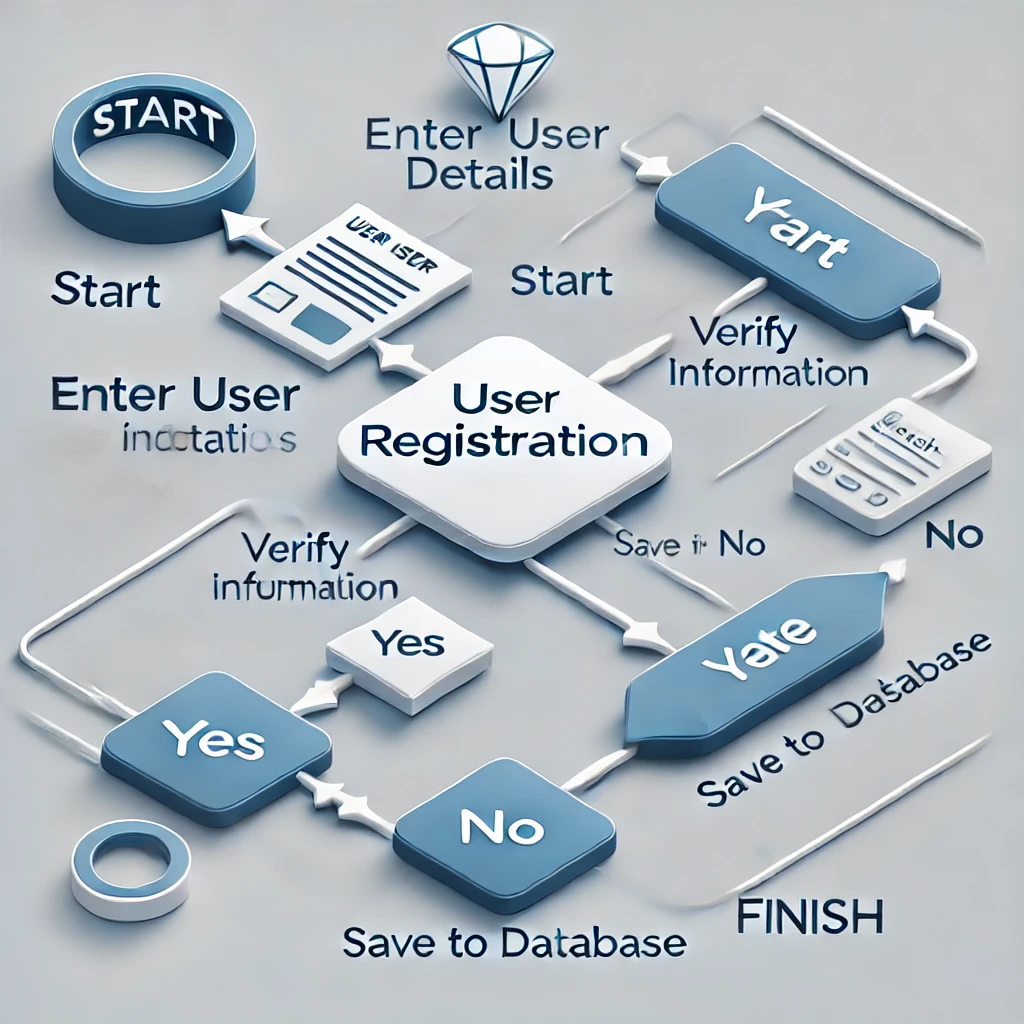 START
Enter User
Details
Yart
Start
Start
Verify
Information
Enter User
User
Registration
No
Verify
Save No
Yes
Yate
Yes
Save to Database
No
FINISH
Save to Database